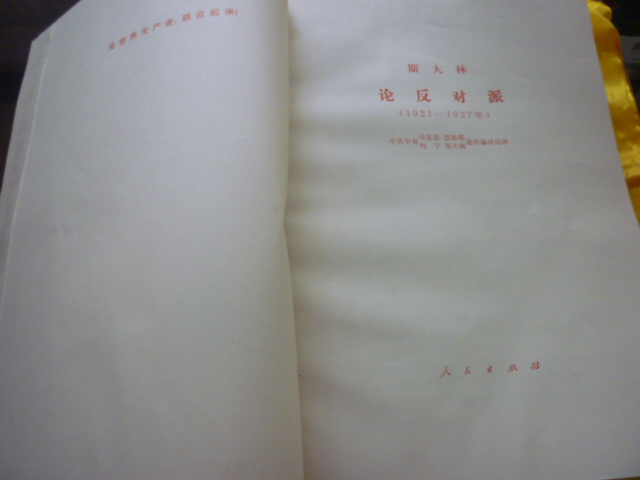 全世界无产者，联合起来！
斯大林
论反对派
（1921—1927年）
中共中央马克思 恩格斯著作编译局译
列宁 斯大林
人民出版社